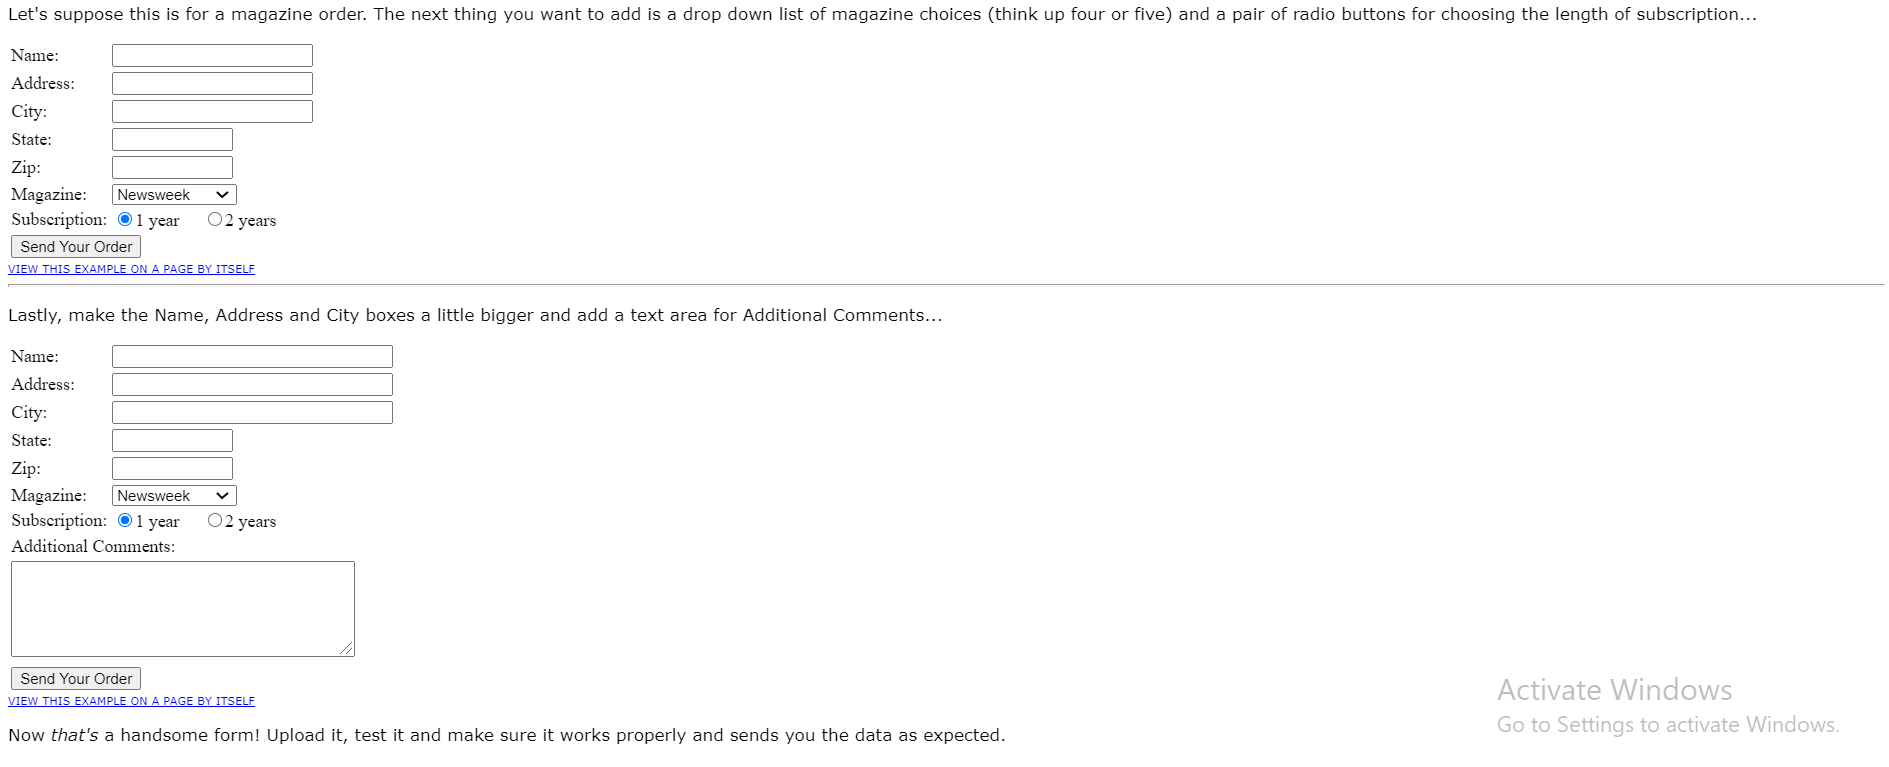 Let's suppose this is for a magazine order. The next thing you want to add is a drop down list of magazine choices (think up four or five) and a pair of radio buttons for choosing the length of subscription...
Name:
Address:
City:
State:
Zip:
Magazine: Newsweek
Subscription: 1 year 2 years
Send Your Order
VIEW THIS EXAMPLE ON A PAGE BY ITSELF
Lastly, make the Name, Address and City boxes a little bigger and add a text area for Additional Comments...
Name:
Address:
City:
State:
Zip:
Magazine: Newsweek
Subscription: 1 year 2 years
Additional Comments:
Send Your Order
VIEW THIS EXAMPLE ON A PAGE BY ITSELF
Activate Windows
Go to Settings to activate Windows.
Now that's a handsome form! Upload it, test it and make sure it works properly and sends you the data as expected.